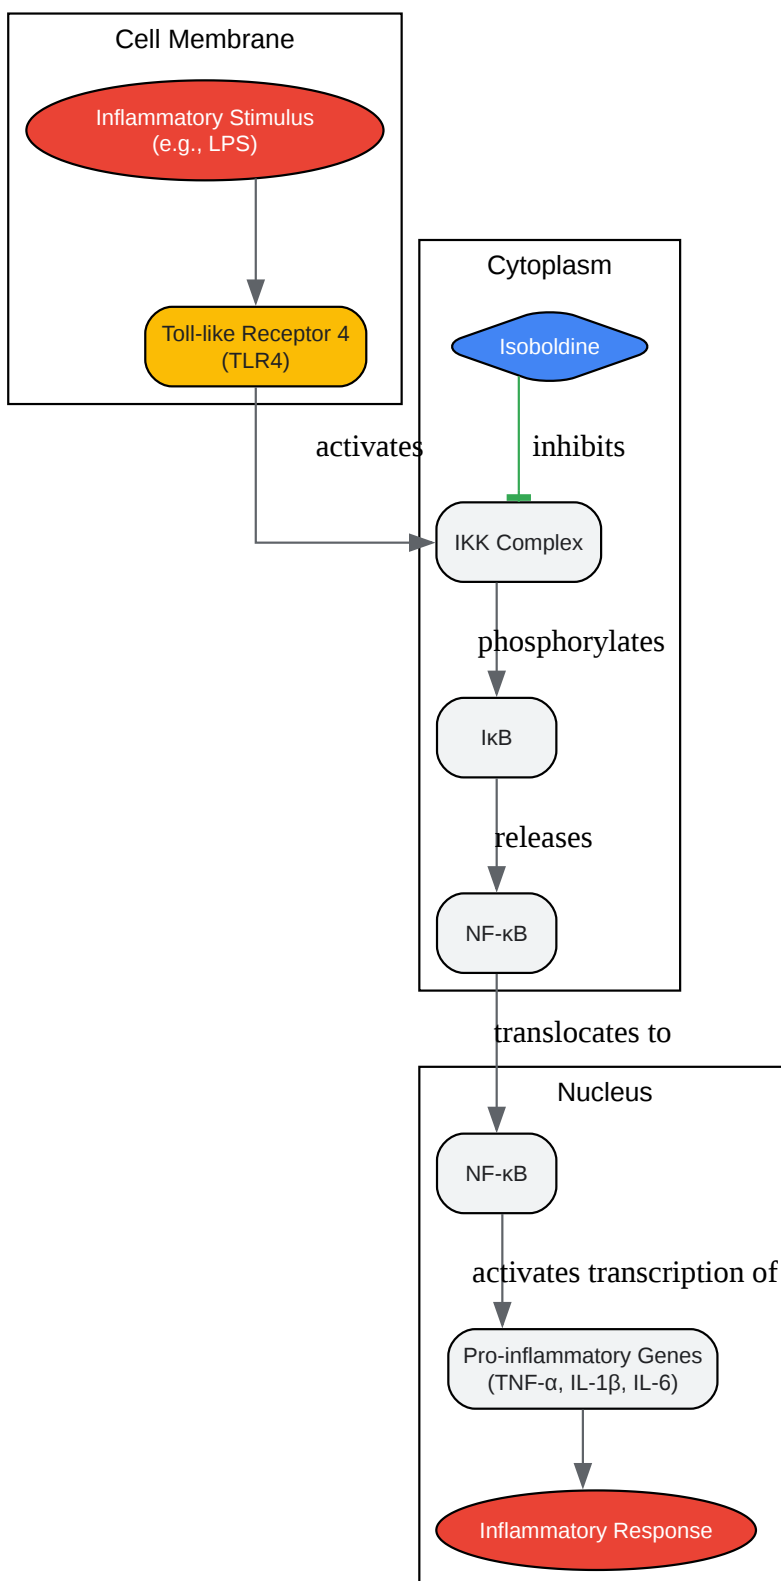 Cell Membrane
Inflammatory Stimulus
(e.g., LPS)
Toll-like Receptor 4
(TLR4)
activates
Cytoplasm
Isoboldine
inhibits
IKK Complex
phosphorylates
IκB
releases
NF-κB
translocates to
Nucleus
NF-κB
activates transcription of
Pro-inflammatory Genes
(TNF-α, IL-1β, IL-6)
Inflammatory Response